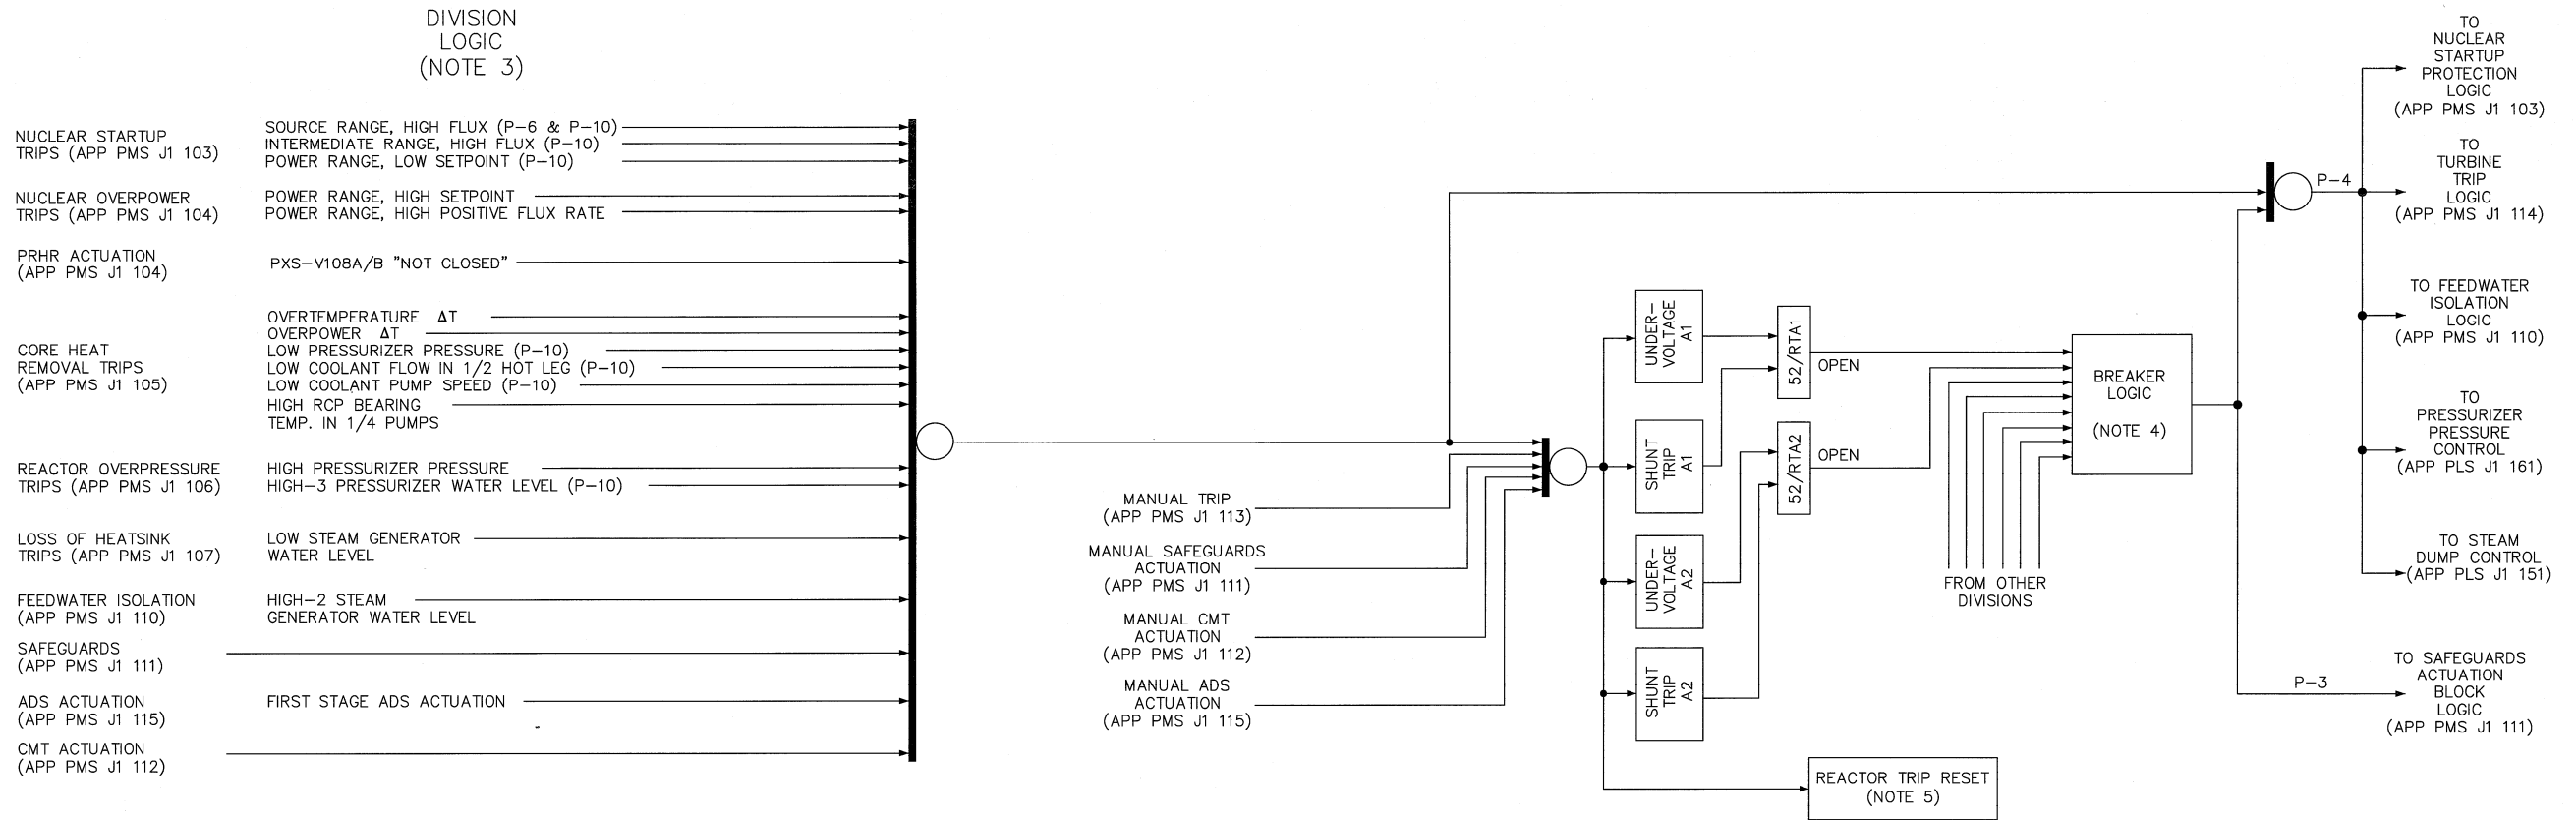 DIVISION
LOGIC
(NOTE 3)
NUCLEAR STARTUP
TRIPS (APP PMS J1 103)
SOURCE RANGE, HIGH FLUX (P-6 & P-10)
INTERMEDIATE RANGE, HIGH FLUX (P-10)
POWER RANGE, LOW SETPOINT (P-10)
NUCLEAR OVERPOWER
TRIPS (APP PMS J1 104)
POWER RANGE, HIGH SETPOINT
POWER RANGE, HIGH POSITIVE FLUX RATE
PRHR ACTUATION
(APP PMS J1 104)
PXS-V108A/B "NOT CLOSED"
CORE HEAT
REMOVAL TRIPS
(APP PMS J1 105)
OVERTEMPERATURE ΔT
OVERPOWER ΔT
LOW PRESSURIZER PRESSURE (P-10)
LOW COOLANT FLOW IN 1/2 HOT LEG (P-10)
LOW COOLANT PUMP SPEED (P-10)
HIGH RCP BEARING
TEMP. IN 1/4 PUMPS
REACTOR OVERPRESSURE
TRIPS (APP PMS J1 106)
HIGH PRESSURIZER PRESSURE
HIGH-3 PRESSURIZER WATER LEVEL (P-10)
LOSS OF HEATSINK
TRIPS (APP PMS J1 107)
LOW STEAM GENERATOR
WATER LEVEL
FEEDWATER ISOLATION
(APP PMS J1 110)
HIGH-2 STEAM
GENERATOR WATER LEVEL
SAFEGUARDS
(APP PMS J1 111)
ADS ACTUATION
(APP PMS J1 115)
FIRST STAGE ADS ACTUATION
CMT ACTUATION
(APP PMS J1 112)
MANUAL TRIP
(APP PMS J1 113)
MANUAL SAFEGUARDS
ACTUATION
(APP PMS J1 111)
MANUAL CMT
ACTUATION
(APP PMS J1 112)
MANUAL ADS
ACTUATION
(APP PMS J1 115)
UNDER-
VOLTAGE
A1
SHUNT
TRIP
A1
UNDER-
VOLTAGE
A2
SHUNT
TRIP
A2
52/RTA1
OPEN
52/RTA2
OPEN
REACTOR TRIP RESET
(NOTE 5)
FROM OTHER
DIVISIONS
BREAKER
LOGIC
(NOTE 4)
P-4
P-3
TO
NUCLEAR
STARTUP
PROTECTION
LOGIC
(APP PMS J1 103)
TO
TURBINE
TRIP
LOGIC
(APP PMS J1 114)
TO FEEDWATER
ISOLATION
LOGIC
(APP PMS J1 110)
TO
PRESSURIZER
PRESSURE
CONTROL
(APP PLS J1 161)
TO STEAM
DUMP CONTROL
(APP PLS J1 151)
TO SAFEGUARDS
ACTUATION
BLOCK
LOGIC
(APP PMS J1 111)